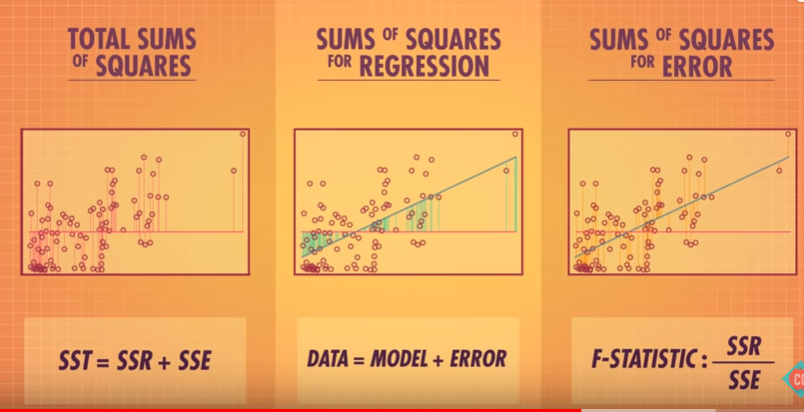 TOTAL SUMS
OF SQUARES
SUMS OF SQUARES
FOR REGRESSION
SUMS OF SQUARES
FOR ERROR
SST = SSR + SSE
DATA = MODEL + ERROR
F-STATISTIC : SSR
SSE